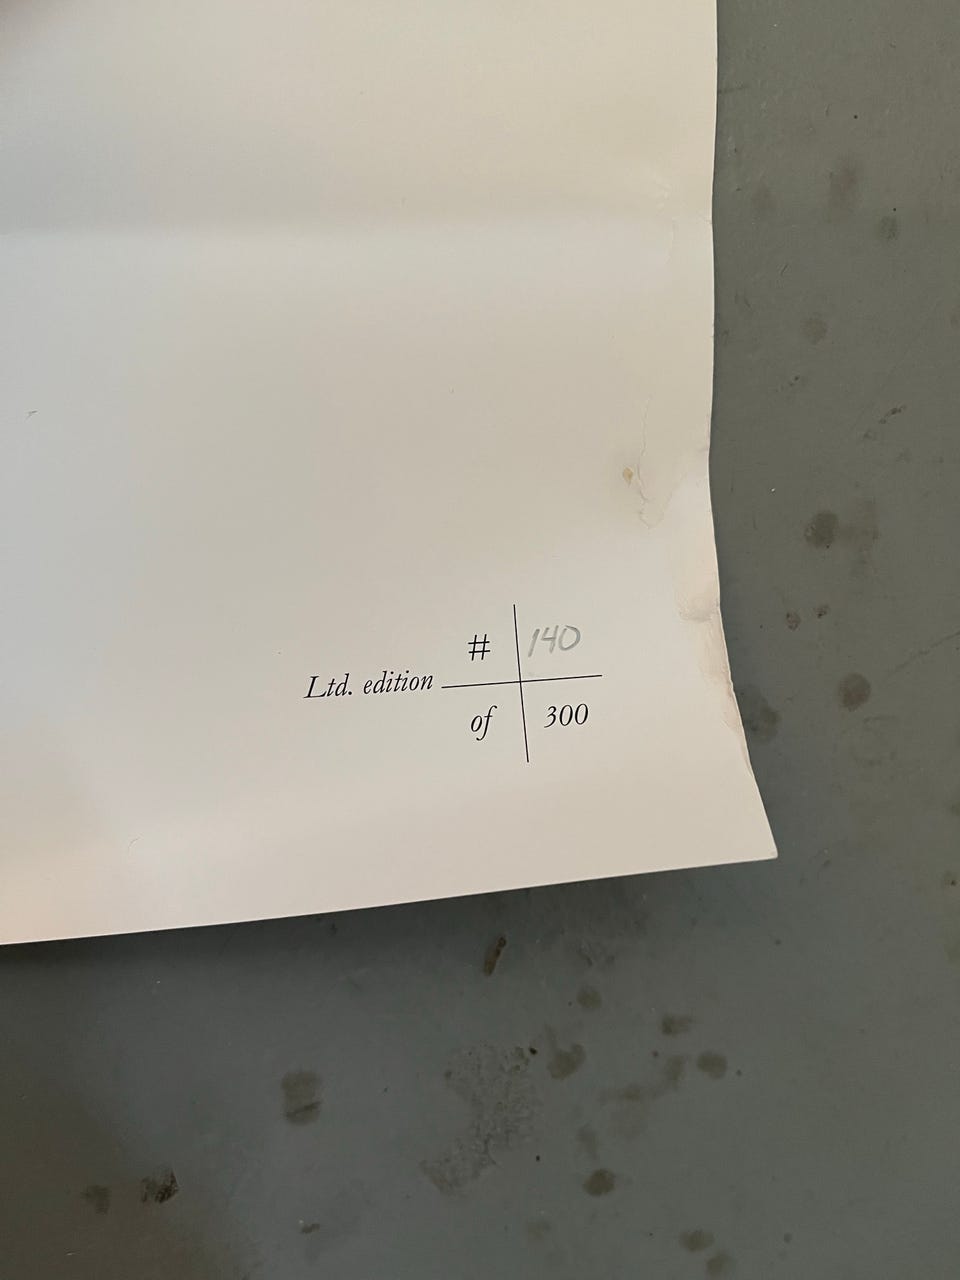 # 140
Ltd. edition
of 300